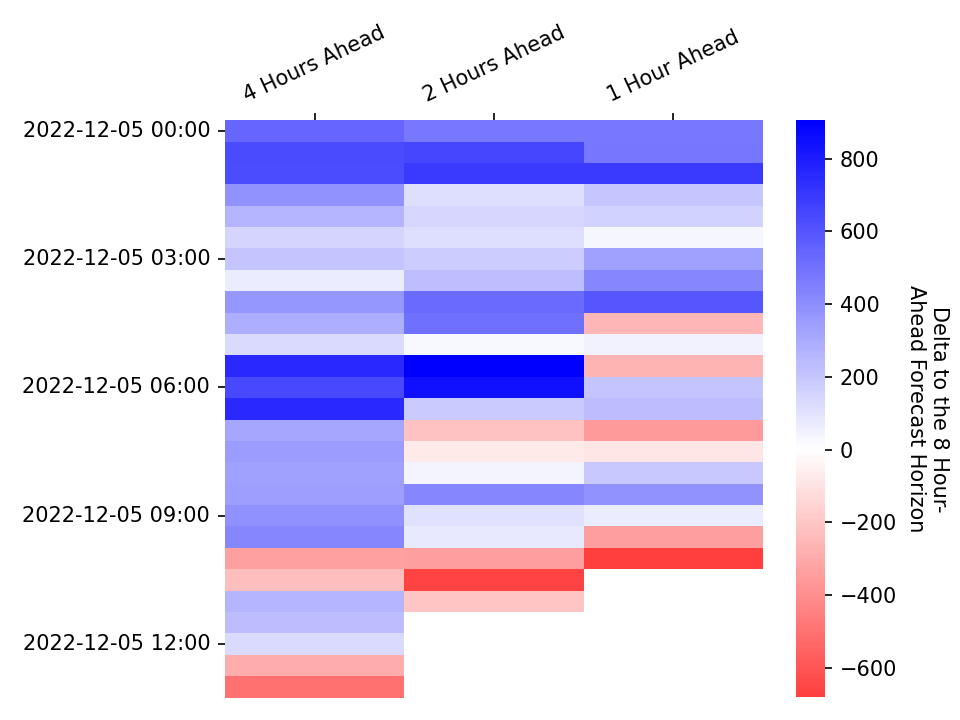 4 Hours Ahead
2 Hours Ahead
1 Hour Ahead
2022-12-05 00:00
2022-12-05 03:00
2022-12-05 06:00
2022-12-05 09:00
2022-12-05 12:00
800
600
400
200
0
−200
−400
−600
Delta to the 8 Hour-
Ahead Forecast Horizon